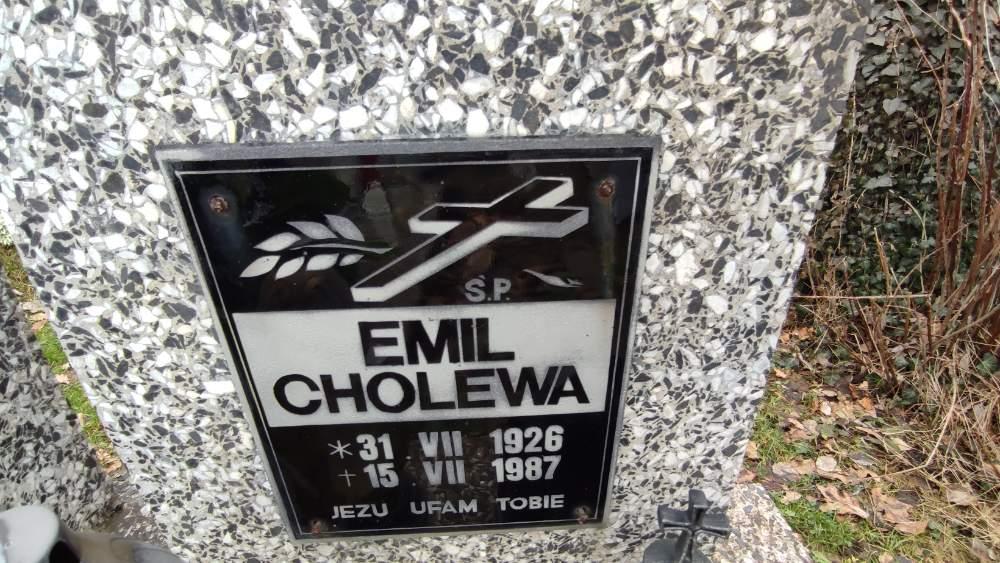 Ś.P.
EMIL
CHOLEWA
* 31 VII 1926
† 15 VII 1987
JEZU UFAM TOBIE